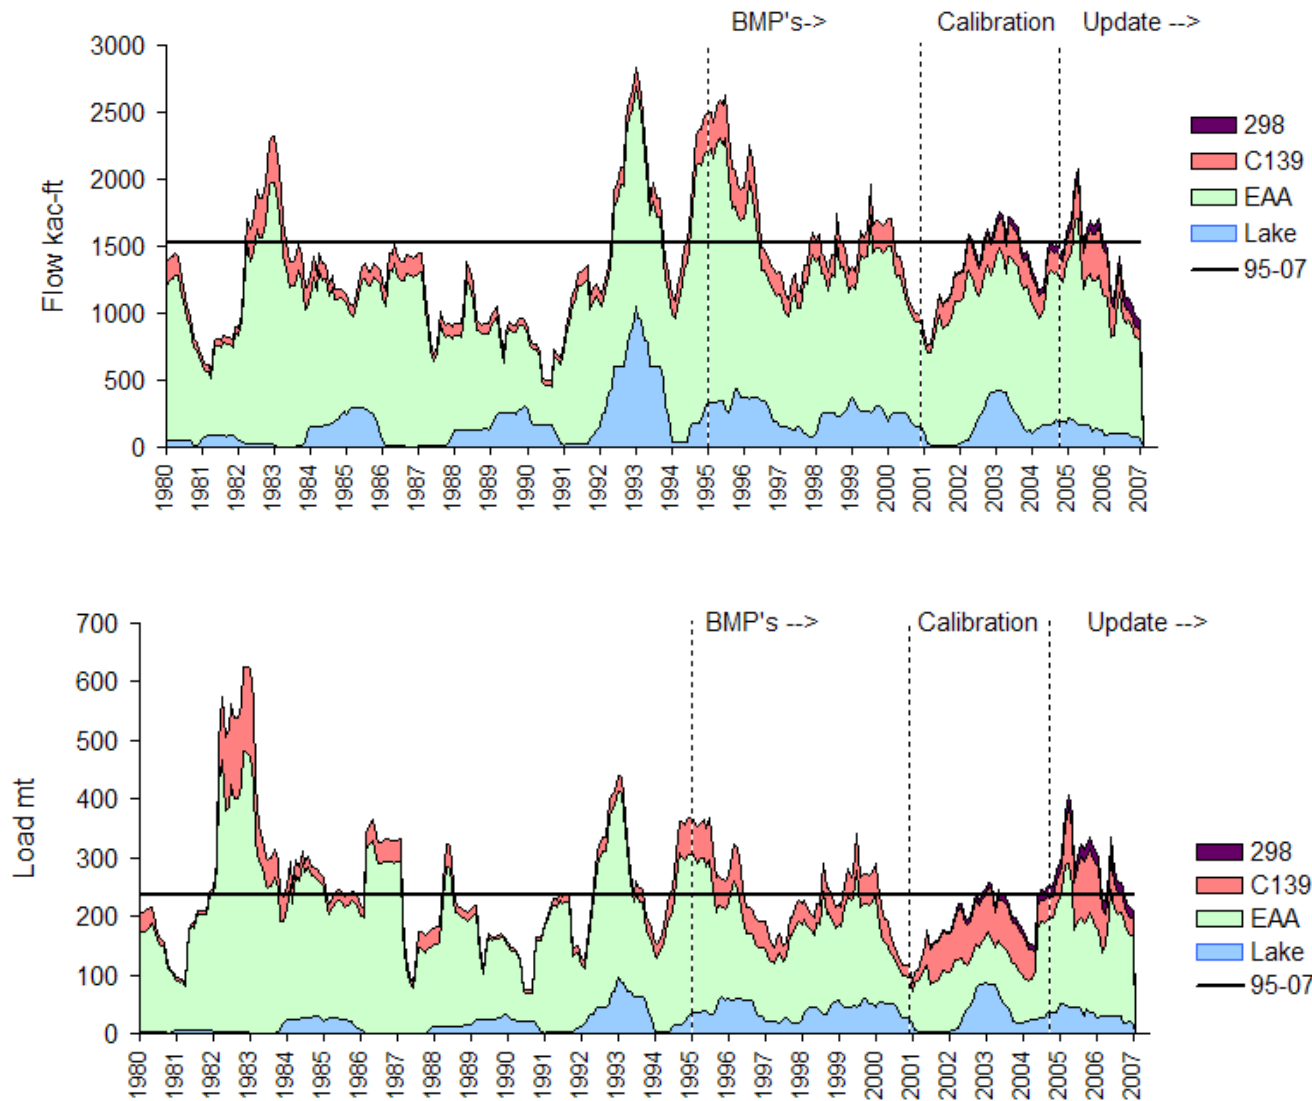 BMP's-> Calibration Update -->
3000
2500
2000
1500
1000
500
0
Flow kac-ft
1980 1981 1982 1983 1984 1985 1986 1987 1988 1989 1990 1991 1992 1993 1994 1995 1996 1997 1998 1999 2000 2001 2002 2003 2004 2005 2006 2007
298
C139
EAA
Lake
95-07
BMP's --> Calibration Update -->
700
600
500
400
300
200
100
0
Load mt
1980 1981 1982 1983 1984 1985 1986 1987 1988 1989 1990 1991 1992 1993 1994 1995 1996 1997 1998 1999 2000 2001 2002 2003 2004 2005 2006 2007
298
C139
EAA
Lake
95-07